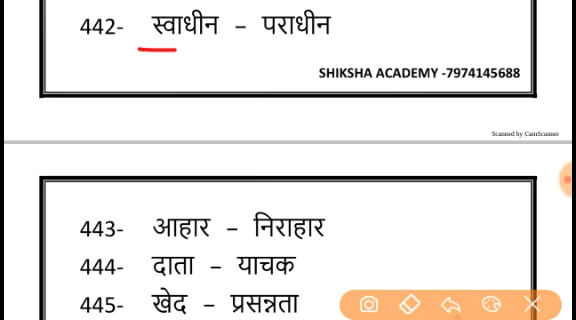 442- स्वाधीन – पराधीन
SHIKSHA ACADEMY -7974145688
Scanned by CamScanner
443- आहार – निराहार
444- दाता – याचक
445- खेद – प्रसन्नता